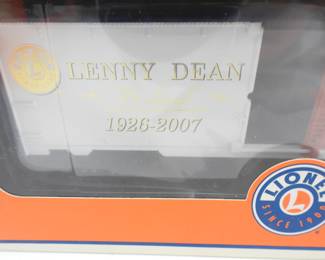 LENNY DEAN
1926-2007
LIONEL
L
SINCE 1900